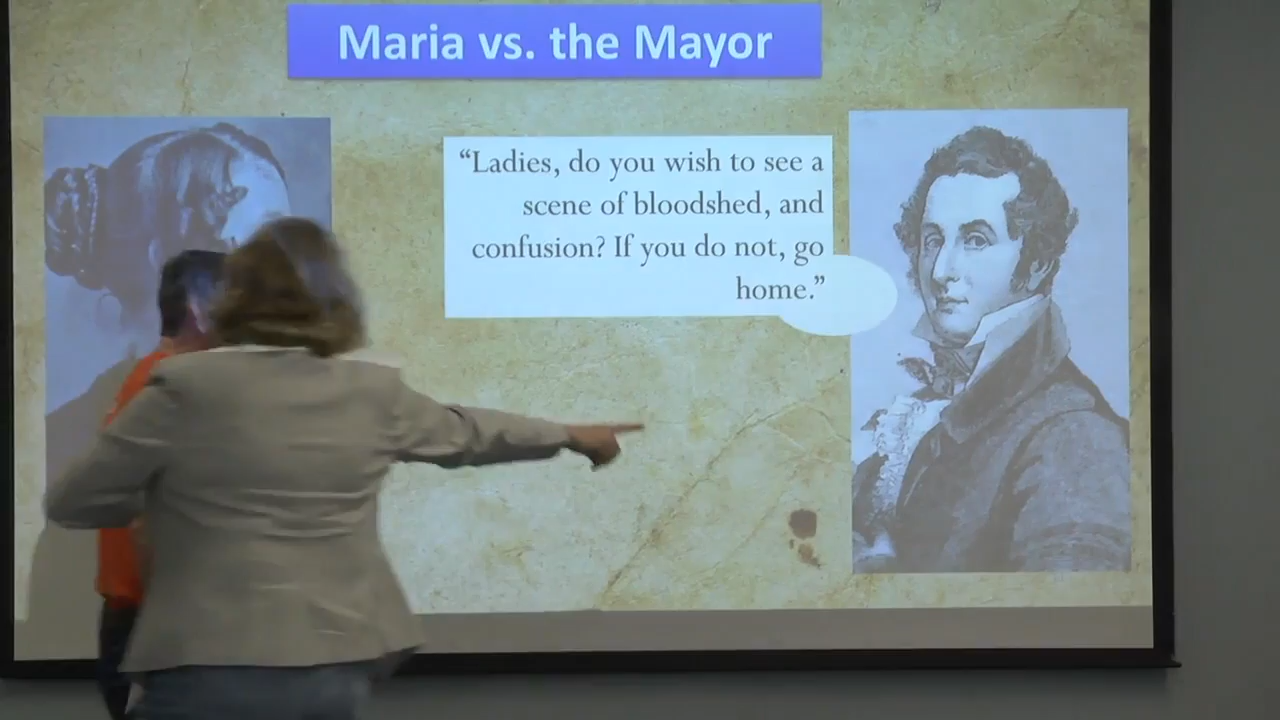 Maria vs. the Mayor
“Ladies, do you wish to see a
scene of bloodshed, and
confusion? If you do not, go
home.”